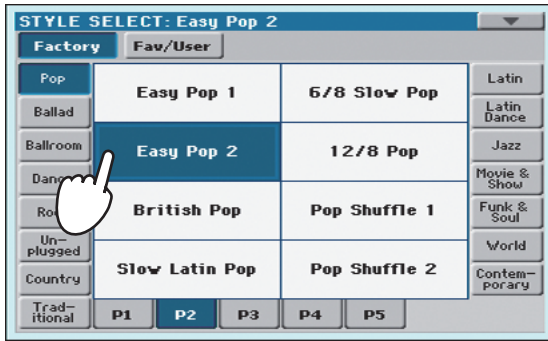 STYLE SELECT: Easy Pop 2
Factory
Fav/User
Pop
Ballad
Ballroom
Un-
plugged
Country
Trad-
itional
Easy Pop 1
6/8 Slow Pop
Easy Pop 2
12/8 Pop
British Pop
Pop Shuffle 1
Slow Latin Pop
Pop Shuffle 2
Latin
Latin
Dance
Jazz
Movie &
Show
Funk &
Soul
World
Contem-
porary
P1
P2
P3
P4
P5